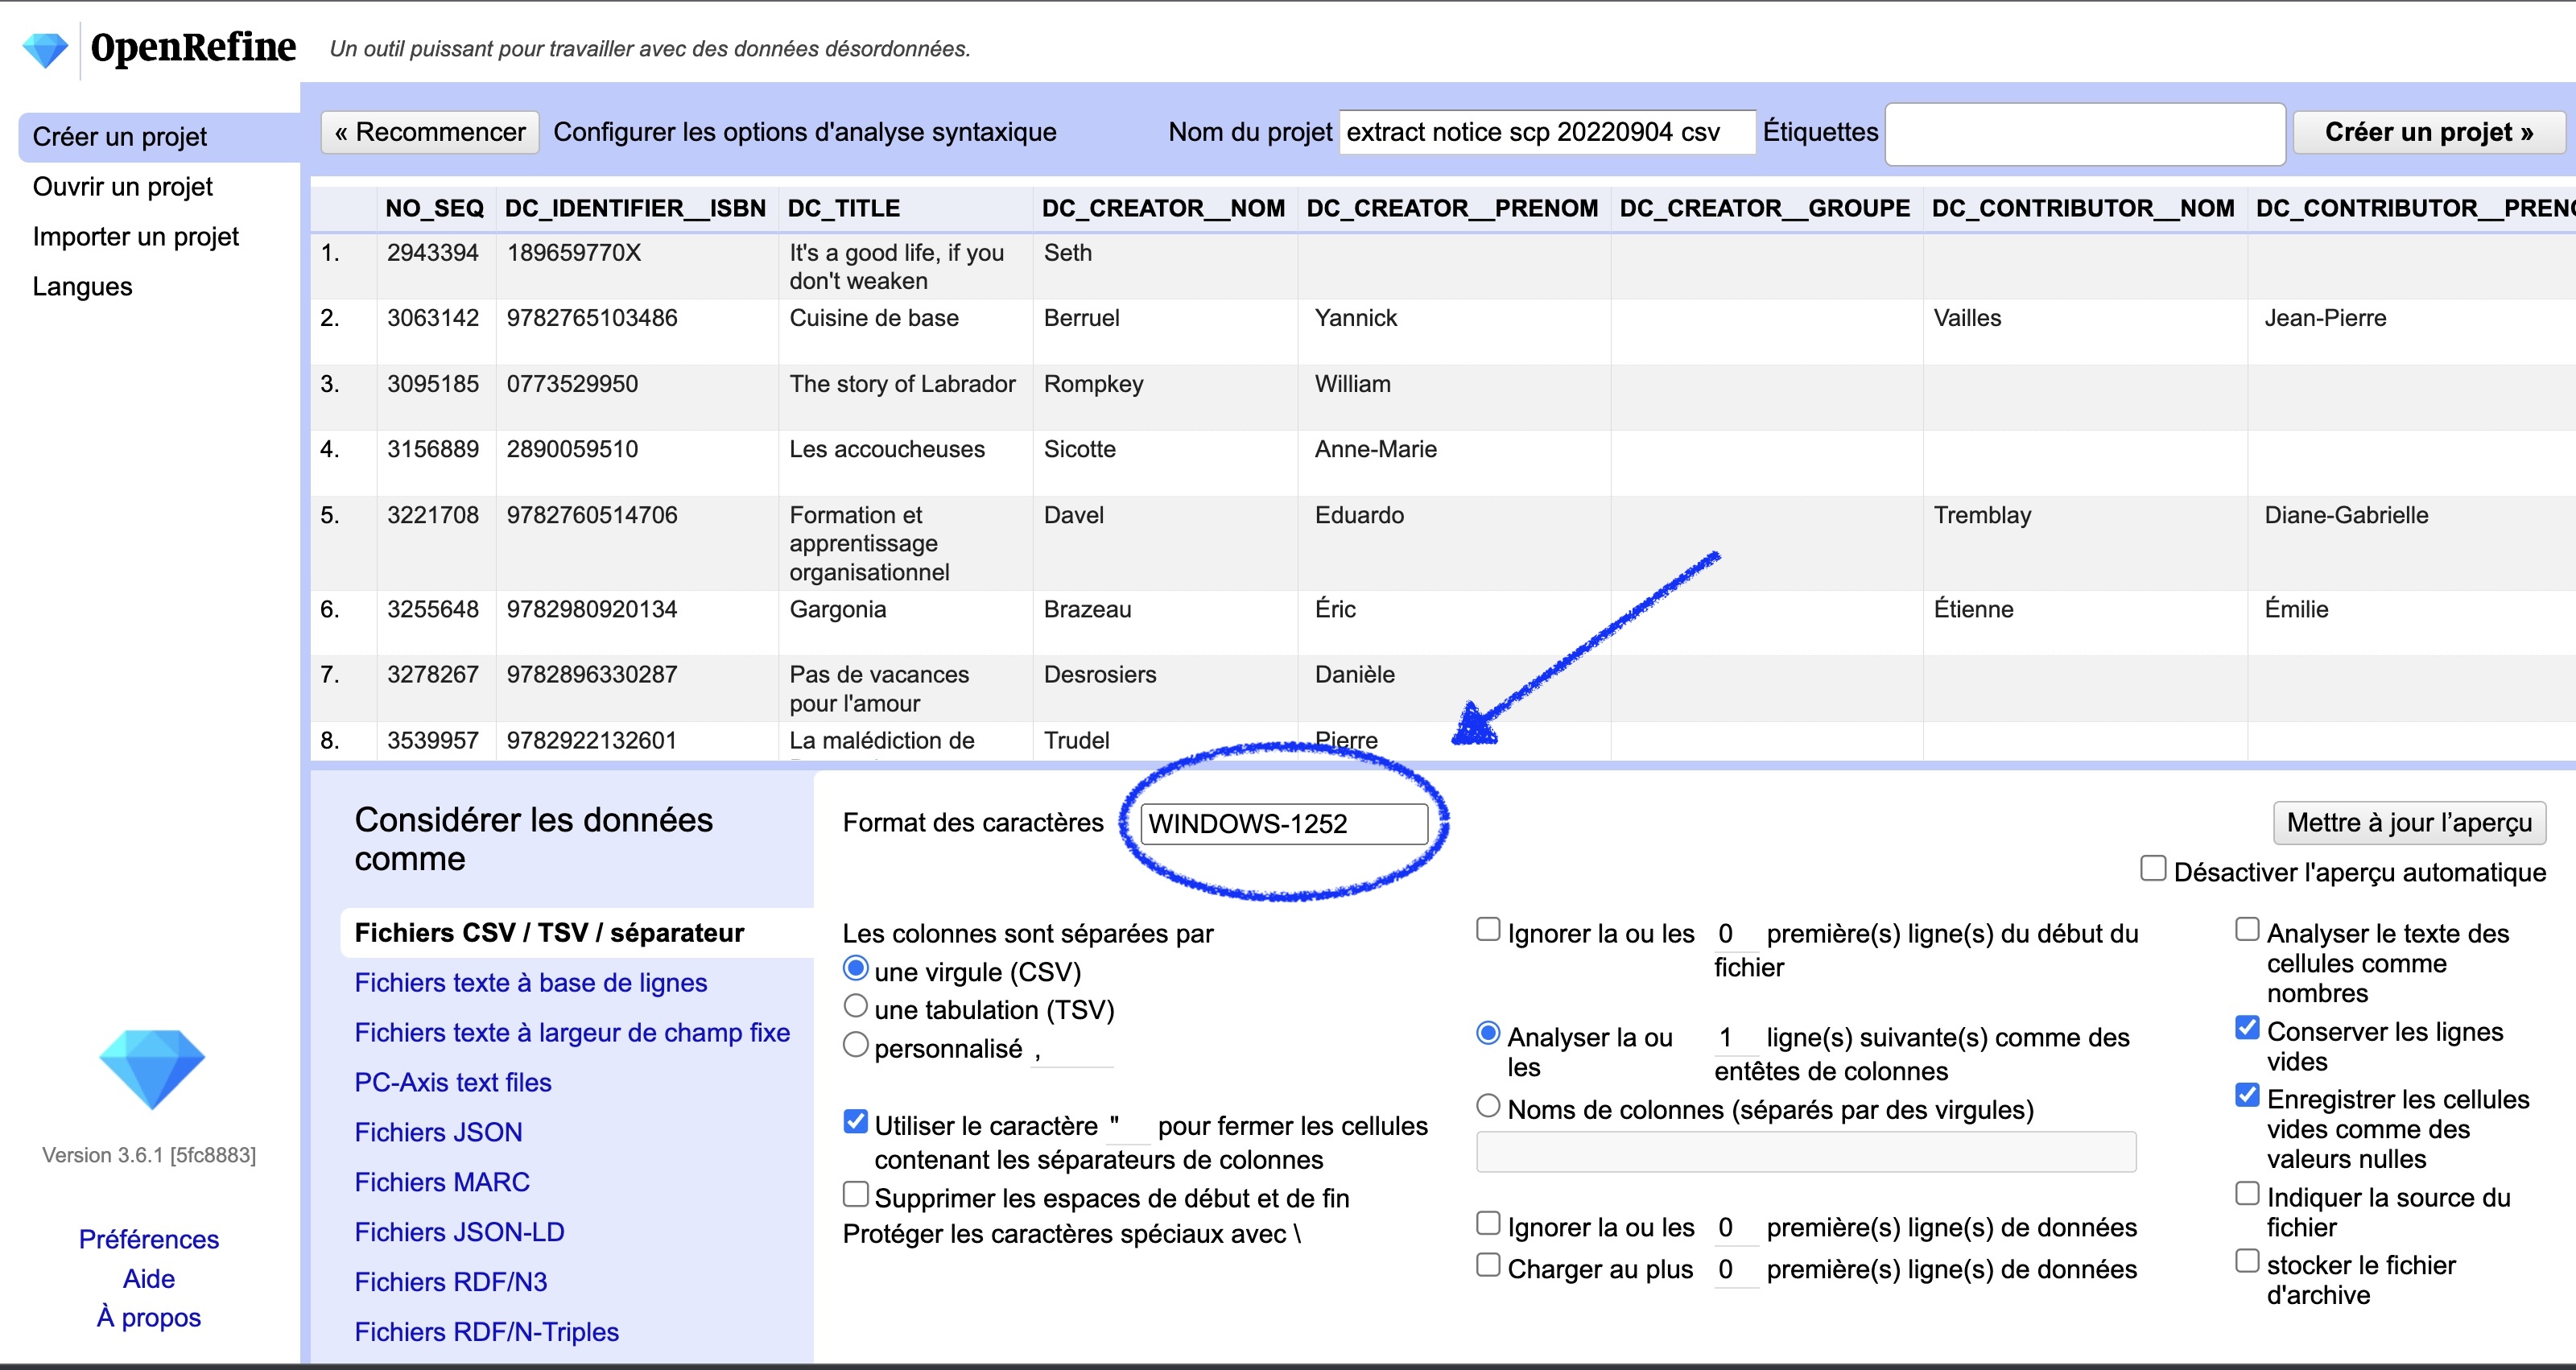 OpenRefine
Un outil puissant pour travailler avec des données désordonnées.
Créer un projet
Ouvrir un projet
Importer un projet
Langues
« Recommencer Configurer les options d'analyse syntaxique Nom du projet extract notice scp 20220904 csv Étiquettes Créer un projet »
NO_SEQ DC_IDENTIFIER__ISBN DC_TITLE DC_CREATOR__NOM DC_CREATOR__PRENOM DC_CREATOR__GROUPE DC_CONTRIBUTOR__NOM DC_CONTRIBUTOR__PREN
1. 2943394 189659770X It's a good life, if you Seth
don't weaken
2. 3063142 9782765103486 Cuisine de base Berruel Yannick Vailles Jean-Pierre
3. 3095185 0773529950 The story of Labrador Rompkey William
4. 3156889 2890059510 Les accoucheuses Sicotte Anne-Marie
5. 3221708 9782760514706 Formation et Davel Eduardo Tremblay Diane-Gabrielle
apprentissage
organisationnel
6. 3255648 9782980920134 Gargonia Brazeau Éric Étienne Émilie
7. 3278267 9782896330287 Pas de vacances Desrosiers Danièle
pour l'amour
8. 3539957 9782922132601 La malédiction de Trudel Pierre
Considérer les données
comme
Fichiers CSV / TSV / séparateur
Fichiers texte à base de lignes
Fichiers texte à largeur de champ fixe
PC-Axis text files
Fichiers JSON
Fichiers MARC
Fichiers JSON-LD
Fichiers RDF/N3
Fichiers RDF/N-Triples
Format des caractères WINDOWS-1252
Mettre à jour l’aperçu
Désactiver l'aperçu automatique
Les colonnes sont séparées par
une virgule (CSV)
une tabulation (TSV)
personnalisé ,
Utiliser le caractère " pour fermer les cellules
contenant les séparateurs de colonnes
Supprimer les espaces de début et de fin
Protéger les caractères spéciaux avec \
Ignorer la ou les 0 première(s) ligne(s) du début du
fichier
Analyser la ou 1 ligne(s) suivante(s) comme des
les entêtes de colonnes
Noms de colonnes (séparés par des virgules)
Ignorer la ou les 0 première(s) ligne(s) de données
Charger au plus 0 première(s) ligne(s) de données
Analyser le texte des
cellules comme
nombres
Conserver les lignes
vides
Enregistrer les cellules
vides comme des
valeurs nulles
Indiquer la source du
fichier
stocker le fichier
d'archive
Version 3.6.1 [5fc8883]
Préférences
Aide
À propos